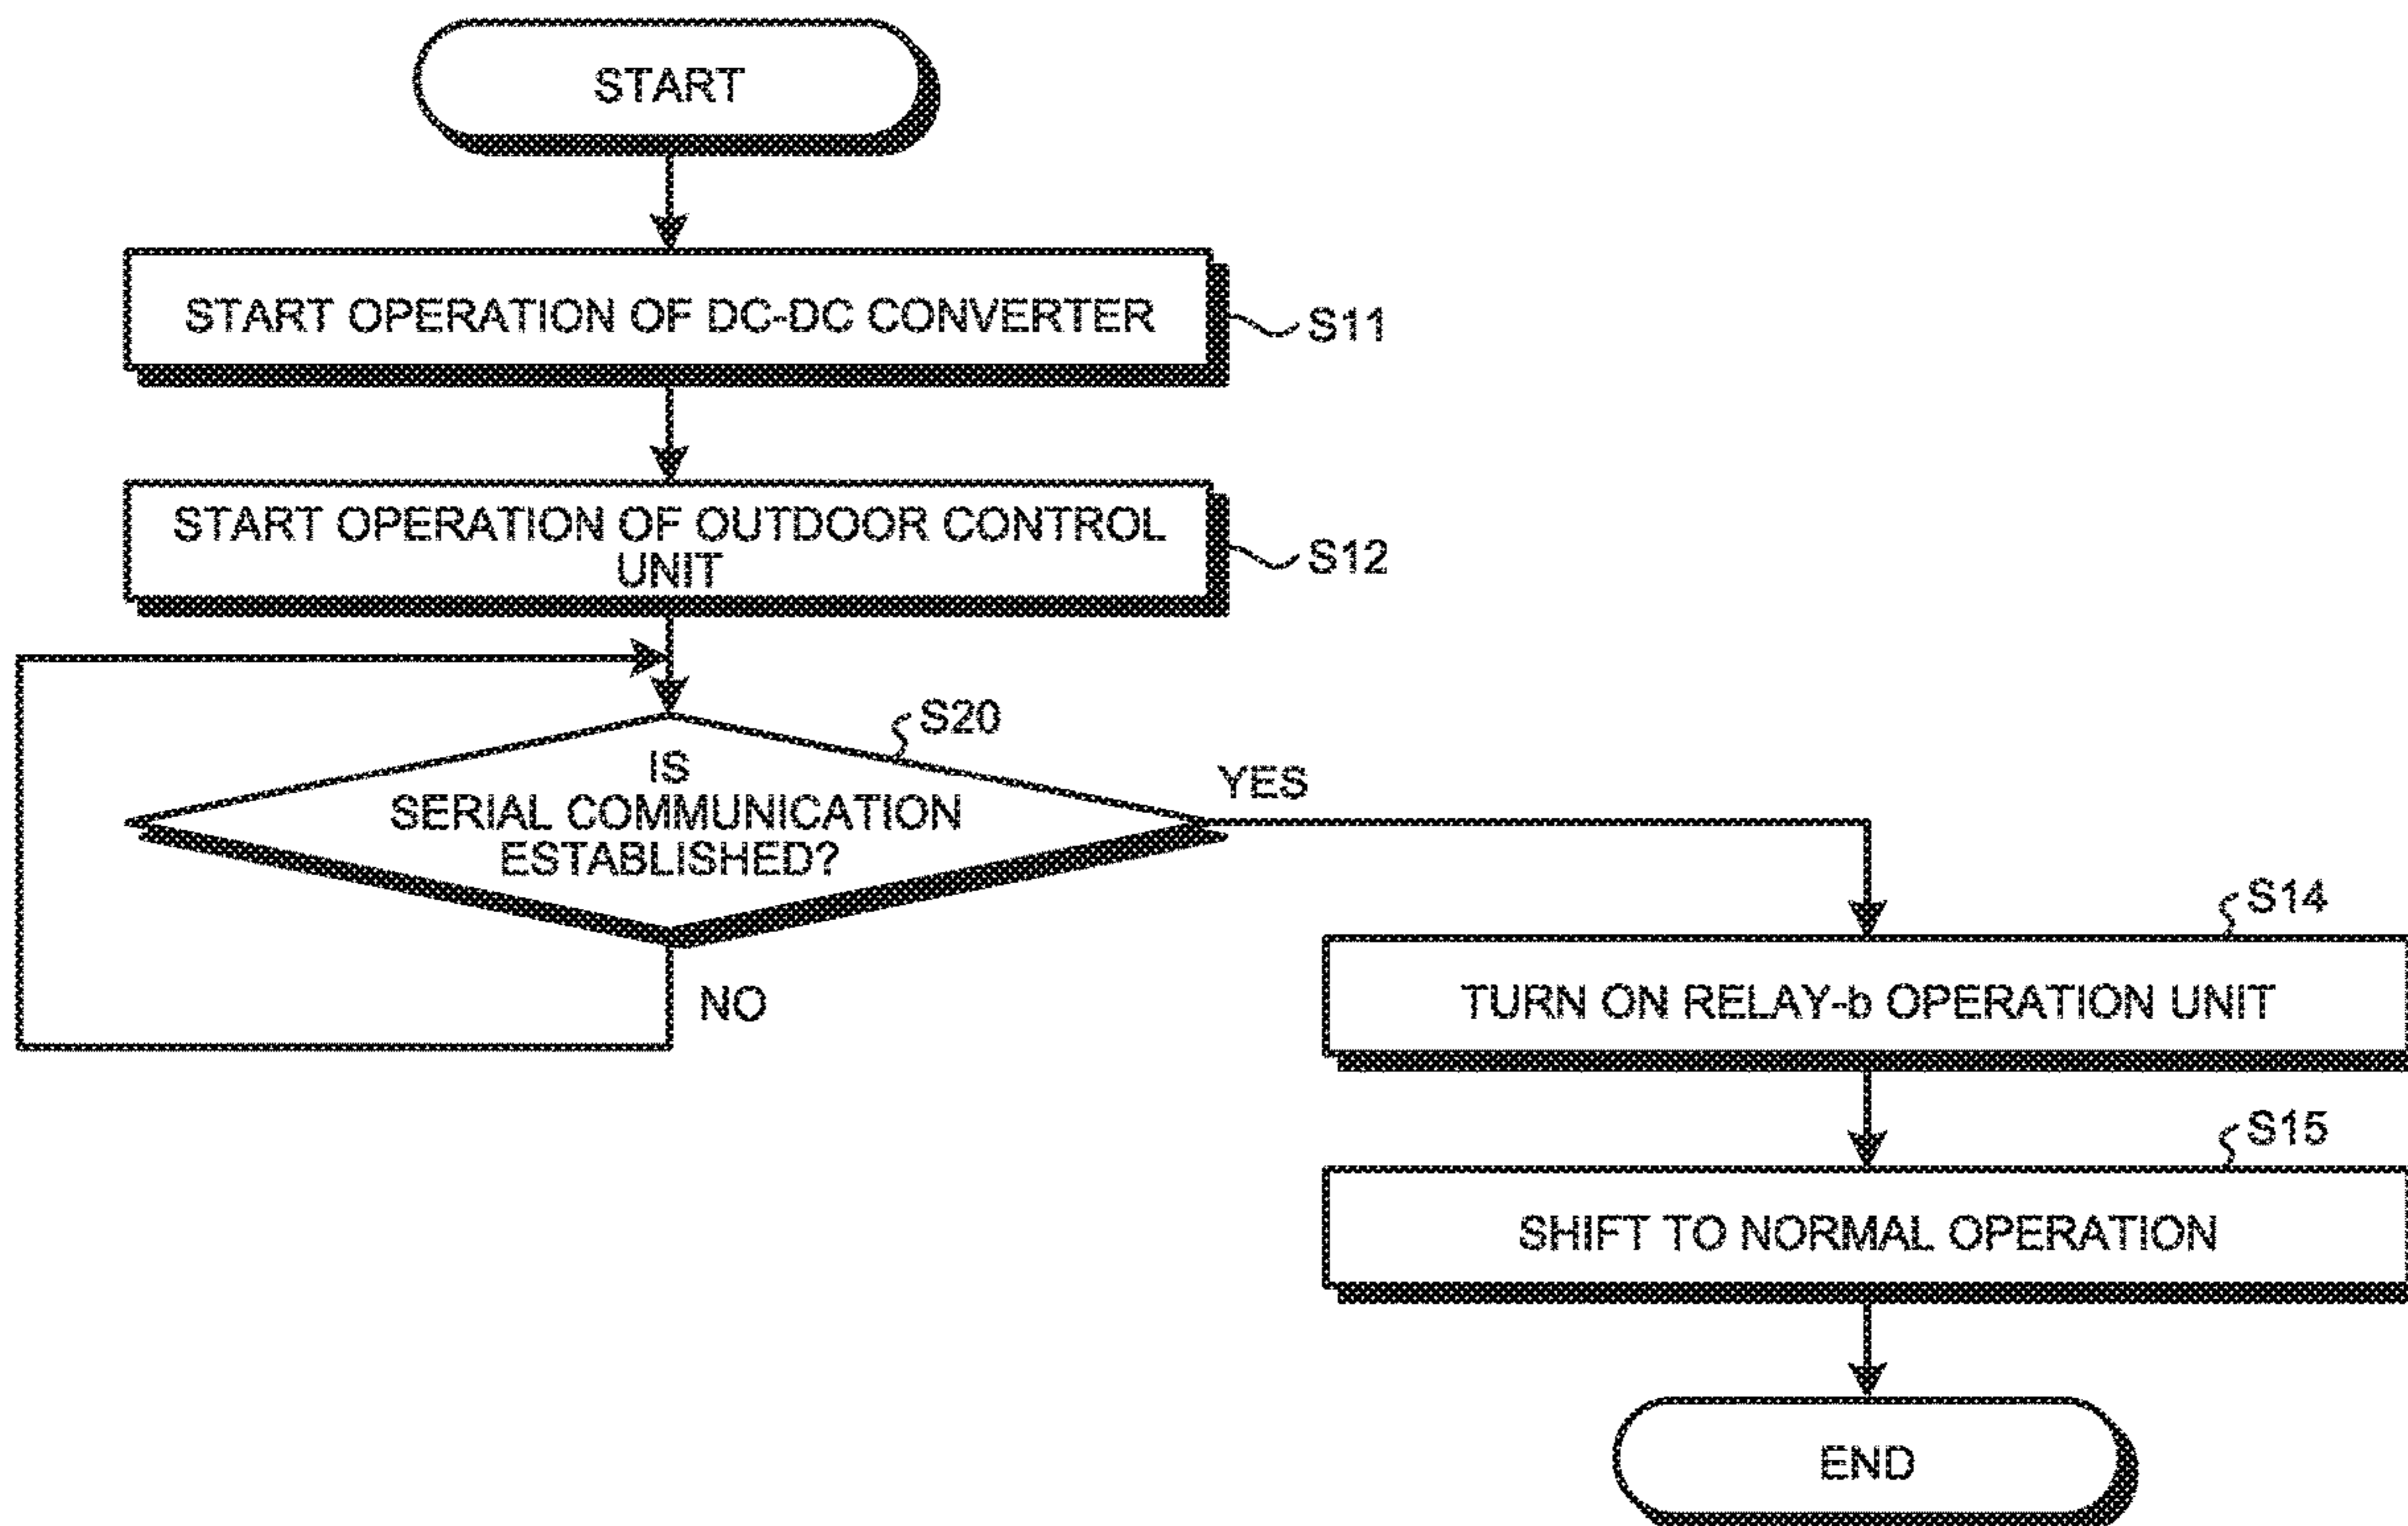 START
START OPERATION OF DC-DC CONVERTER
S11
START OPERATION OF OUTDOOR CONTROL
UNIT
S12
S20
IS
SERIAL COMMUNICATION
ESTABLISHED?
YES
NO
S14
TURN ON RELAY-b OPERATION UNIT
S15
SHIFT TO NORMAL OPERATION
END